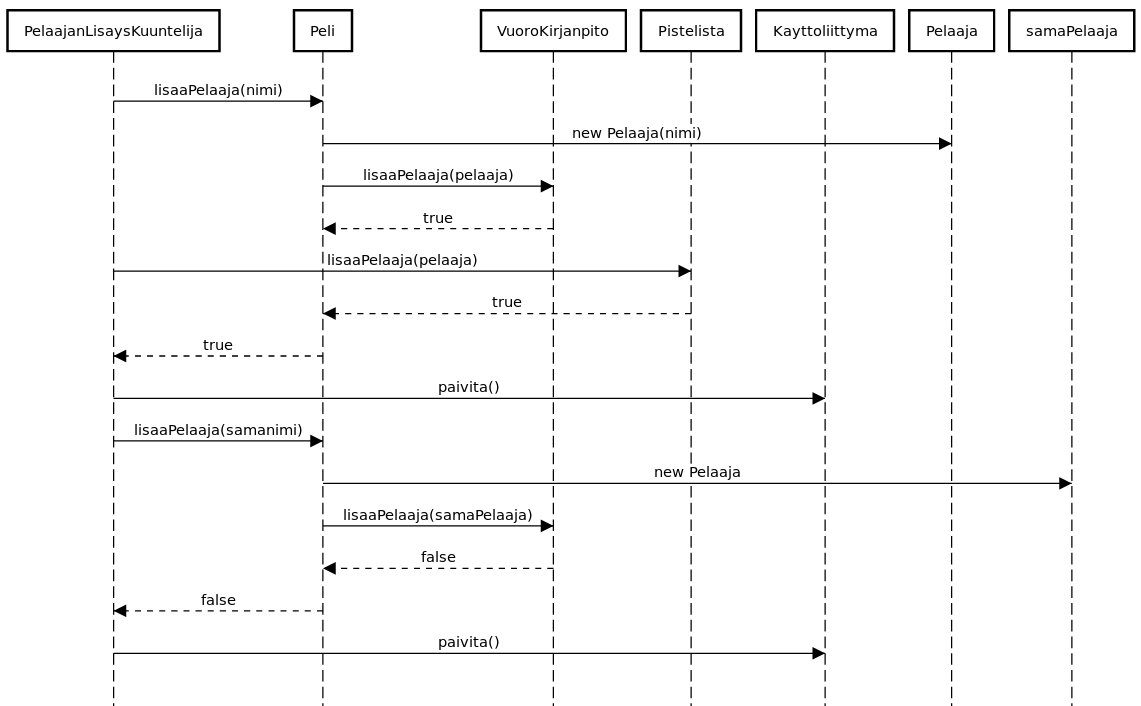 PelaajanLisaysKuuntelija
Peli
VuoroKirjanpito
Pistelista
Kayttoliittyma
Pelaaja
samaPelaaja
lisaaPelaaja(nimi)
new Pelaaja(nimi)
lisaaPelaaja(pelaaja)
true
lisaaPelaaja(pelaaja)
true
true
paivita()
lisaaPelaaja(samanimi)
new Pelaaja
lisaaPelaaja(samaPelaaja)
false
false
paivita()